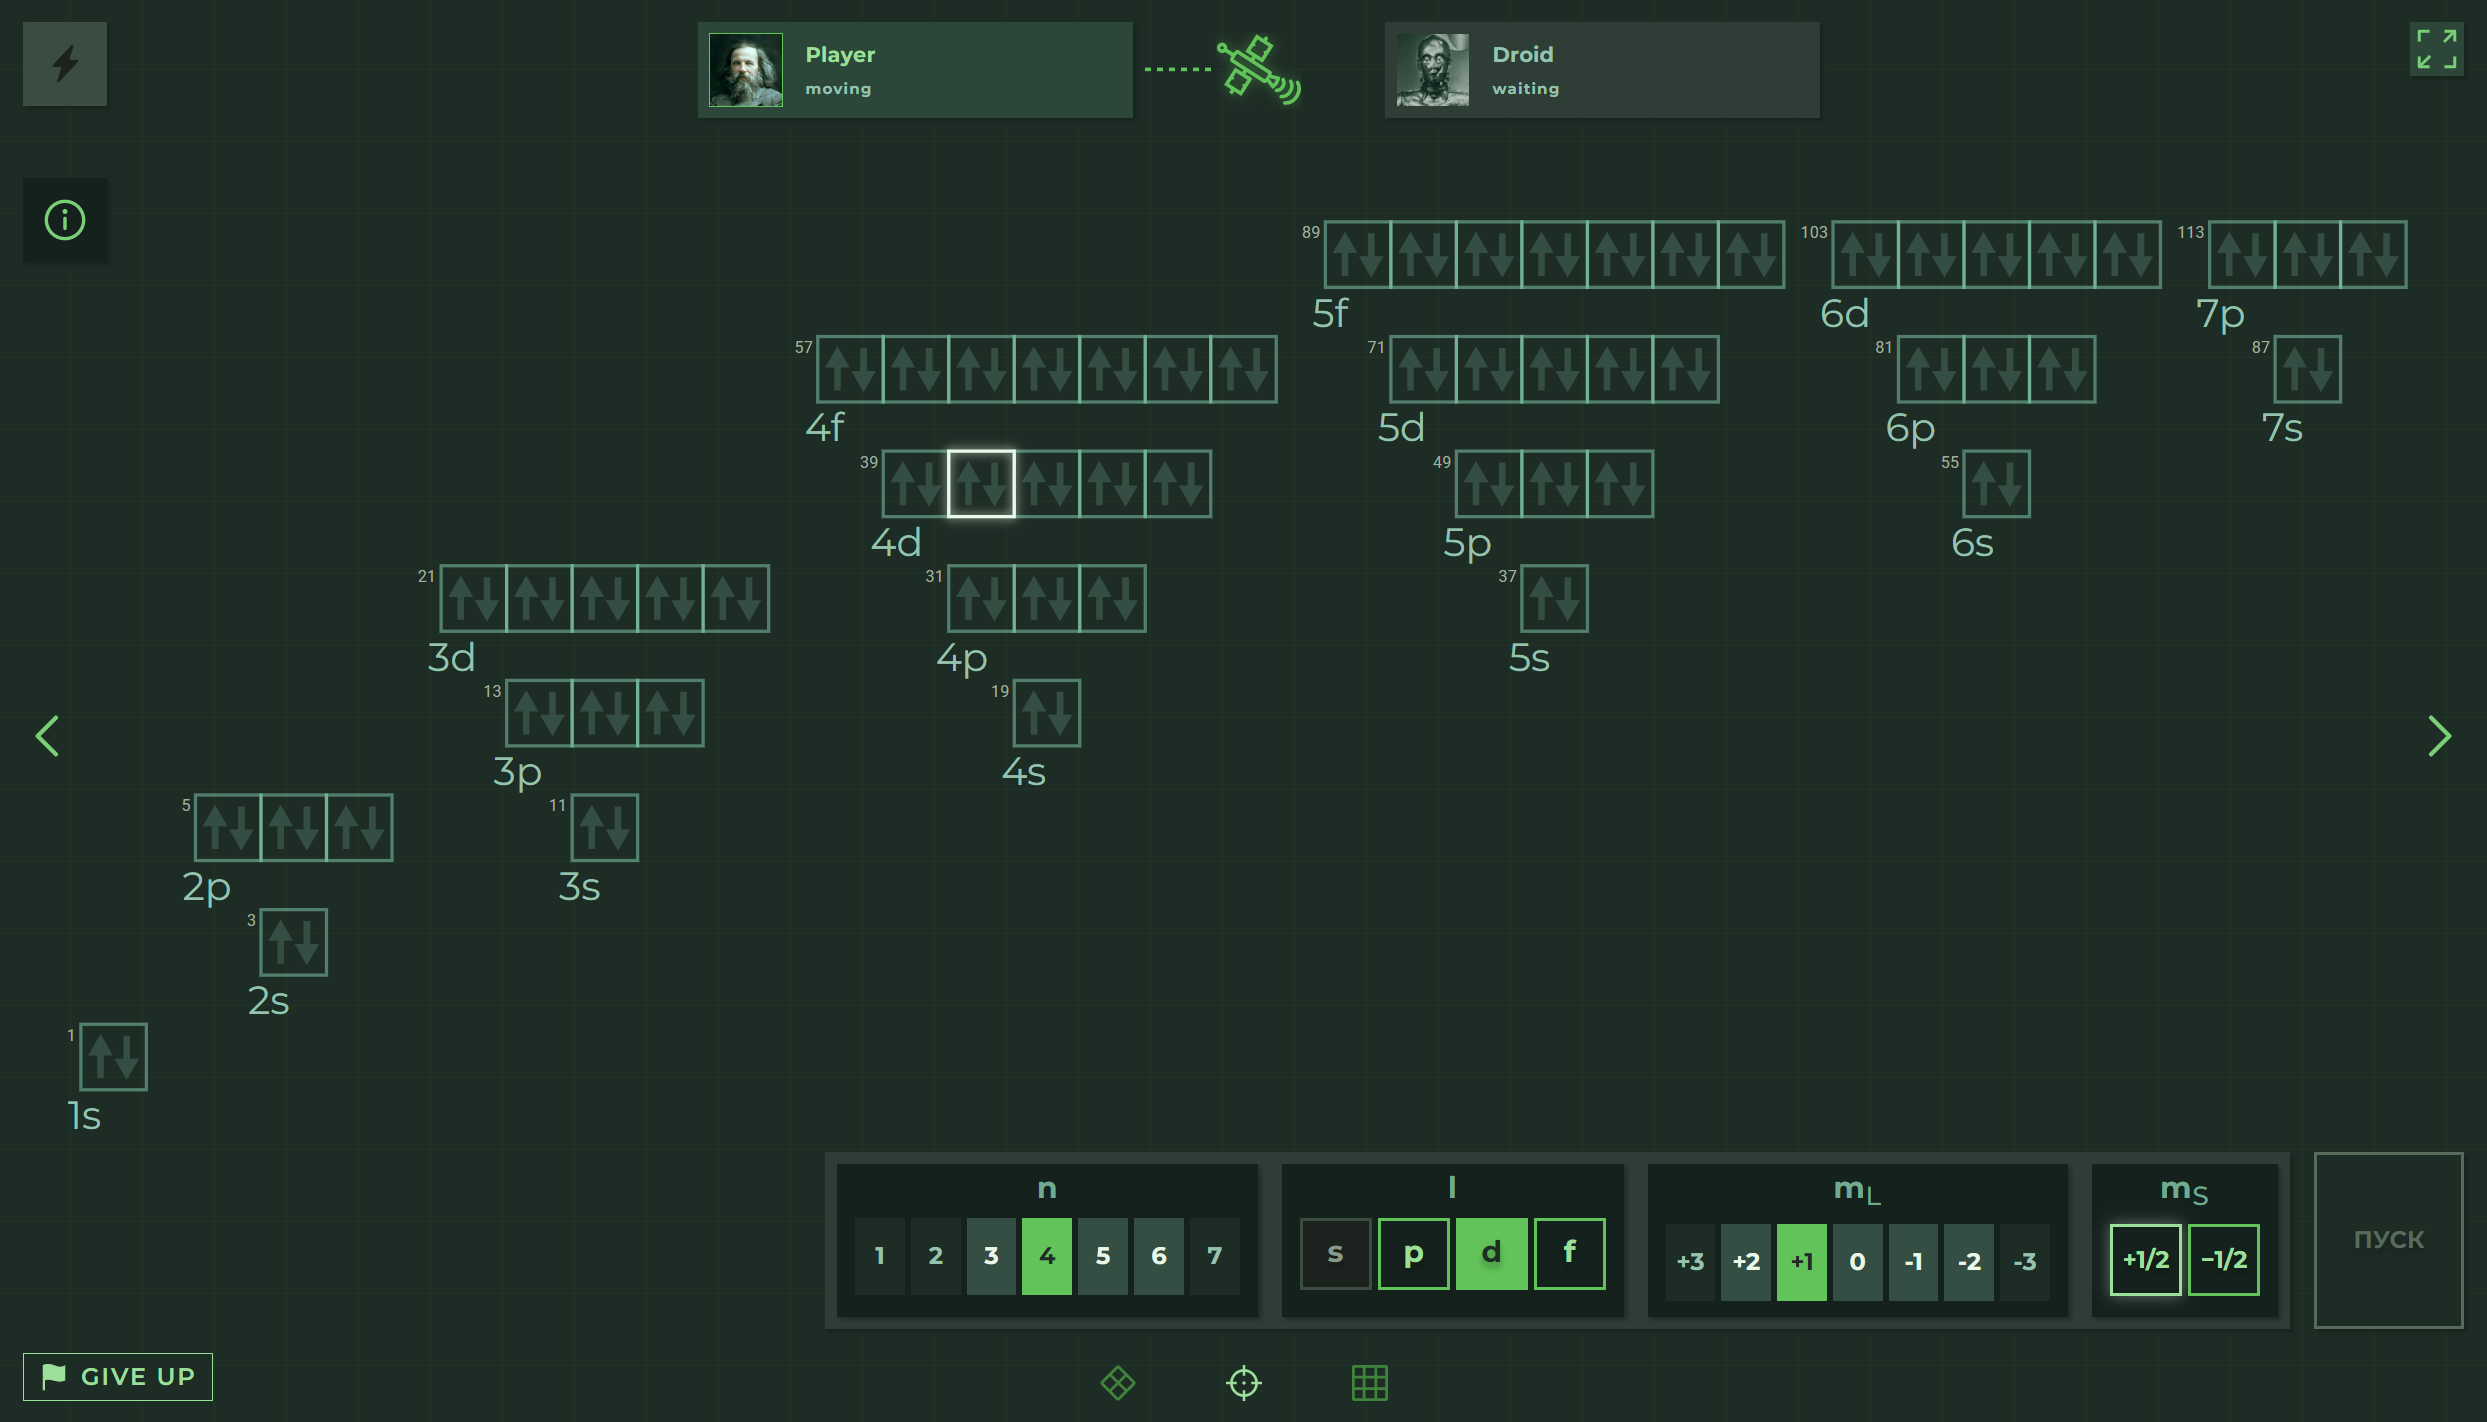 Player
moving
Droid
waiting
89
103
113
5f
6d
7p
57
71
81
87
4f
5d
6p
7s
39
49
55
4d
5p
6s
21
31
37
3d
4p
5s
13
19
3p
4s
5
11
2p
3s
3
2s
1
1s
n
l
mL
mS
1 2 3 4 5 6 7
s p d f
+3 +2 +1 0 -1 -2 -3
+1/2 −1/2
ПУСК
GIVE UP